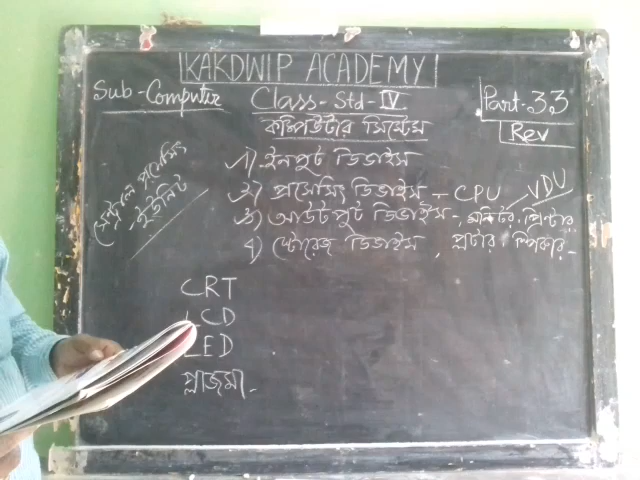 KAKDWIP ACADEMY
Sub - Computer
Class - Std - IV
Part - 33
Rev
কম্পিউটার সিস্টেম
১) ইনপুট ডিভাইস
২) প্রসেসিং ডিভাইস - CPU
VDU
৩) আউটপুট ডিভাইস -, মনিটর, প্রিন্টার
৪) স্টোরেজ ডিভাইস , প্লটার, স্পিকার -
সেন্ট্রাল প্রসেসিং
ইউনিট
CRT
LCD
LED
প্লাজমা -